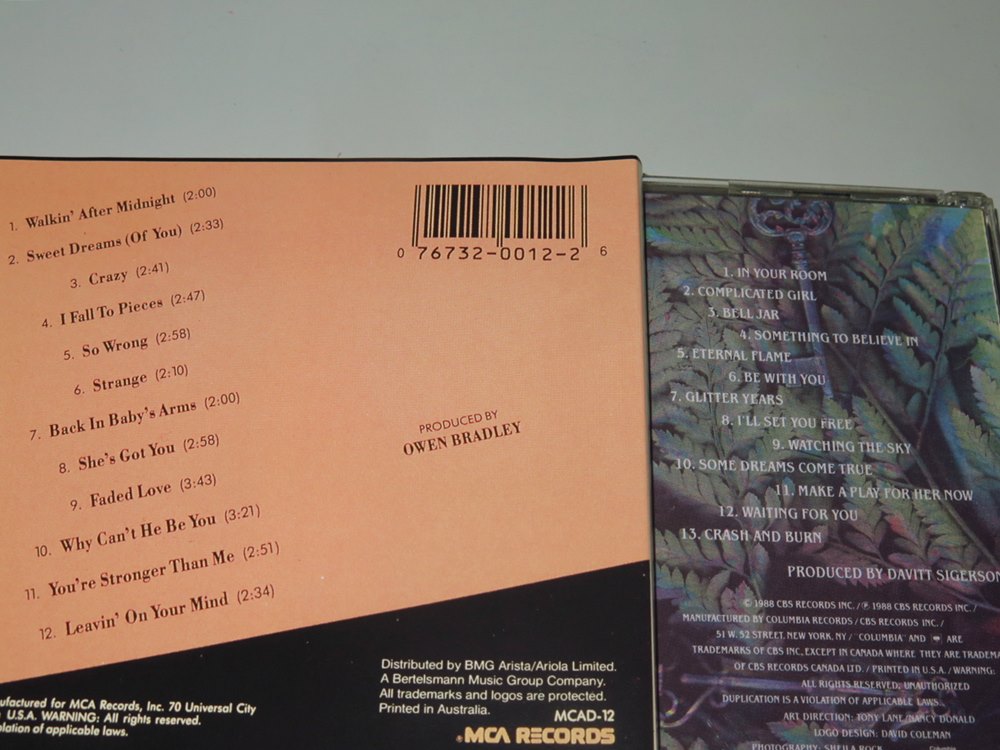 1. Walkin' After Midnight (2:00)
2. Sweet Dreams (Of You) (2:33)
3. Crazy (2:41)
4. I Fall To Pieces (2:47)
5. So Wrong (2:58)
6. Strange (2:10)
7. Back In Baby's Arms (2:00)
8. She's Got You (2:58)
9. Faded Love (3:43)
10. Why Can't He Be You (3:21)
11. You're Stronger Than Me (2:51)
12. Leavin' On Your Mind (2:34)
0 76732-0012-2 6
PRODUCED BY
OWEN BRADLEY
ufactured for MCA Records, Inc. 70 Universal City
U.S.A. WARNING: All rights reserved.
olation of applicable laws.
Distributed by BMG Arista/Ariola Limited.
A Bertelsmann Music Group Company.
All trademarks and logos are protected.
Printed in Australia.
MCAD-12
MCA RECORDS
1. IN YOUR ROOM
2. COMPLICATED GIRL
3. BELL JAR
4. SOMETHING TO BELIEVE IN
5. ETERNAL FLAME
6. BE WITH YOU
7. GLITTER YEARS
8. I'LL SET YOU FREE
9. WATCHING THE SKY
10. SOME DREAMS COME TRUE
11. MAKE A PLAY FOR HER NOW
12. WAITING FOR YOU
13. CRASH AND BURN
PRODUCED BY DAVITT SIGERSON
© 1988 CBS RECORDS INC. / ℗ 1988 CBS RECORDS INC. /
MANUFACTURED BY COLUMBIA RECORDS / CBS RECORDS INC. /
51 W. 52 STREET, NEW YORK, NY / "COLUMBIA" AND ARE
TRADEMARKS OF CBS INC., EXCEPT IN CANADA WHERE THEY ARE TRADEMA
OF CBS RECORDS CANADA LTD. / PRINTED IN U.S.A. / WARNING:
ALL RIGHTS RESERVED. UNAUTHORIZED
DUPLICATION IS A VIOLATION OF APPLICABLE LAWS.
ART DIRECTION: TONY LANE/NANCY DONALD
LOGO DESIGN: DAVID COLEMAN
PHOTOGRAPHY: SHEILA ROCK